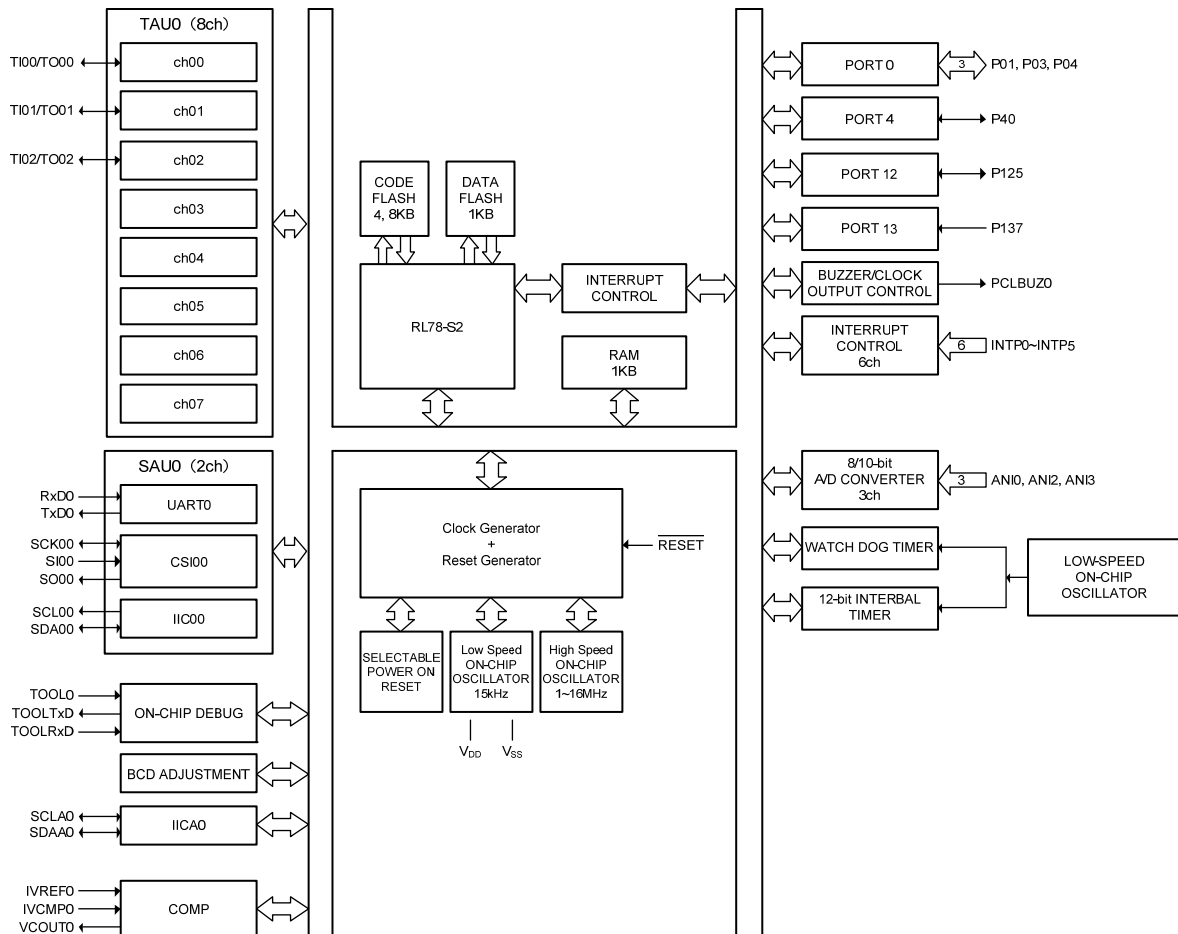 TAU0 (8ch)
TI00/TO00
ch00
TI01/TO01
ch01
TI02/TO02
ch02
ch03
ch04
ch05
ch06
ch07
SAU0 (2ch)
RxD0
TxD0
UART0
SCK00
SI00
SO00
CSI00
SCL00
SDA00
IIC00
TOOL0
TOOLTxD
TOOLRxD
ON-CHIP DEBUG
BCD ADJUSTMENT
SCLA0
SDAA0
IICA0
IVREF0
IVCMP0
VCOUT0
COMP
CODE
FLASH
4, 8KB
DATA
FLASH
1KB
RL78-S2
INTERRUPT
CONTROL
RAM
1KB
Clock Generator
+
Reset Generator
RESET
SELECTABLE
POWER ON
RESET
Low Speed
ON-CHIP
OSCILLATOR
15kHz
High Speed
ON-CHIP
OSCILLATOR
1~16MHz
VDD
VSS
PORT 0
3
P01, P03, P04
PORT 4
P40
PORT 12
P125
PORT 13
P137
BUZZER/CLOCK
OUTPUT CONTROL
PCLBUZ0
INTERRUPT
CONTROL
6ch
6
INTP0~INTP5
8/10-bit
A/D CONVERTER
3ch
3
ANI0, ANI2, ANI3
WATCH DOG TIMER
12-bit INTERBAL
TIMER
LOW-SPEED
ON-CHIP
OSCILLATOR